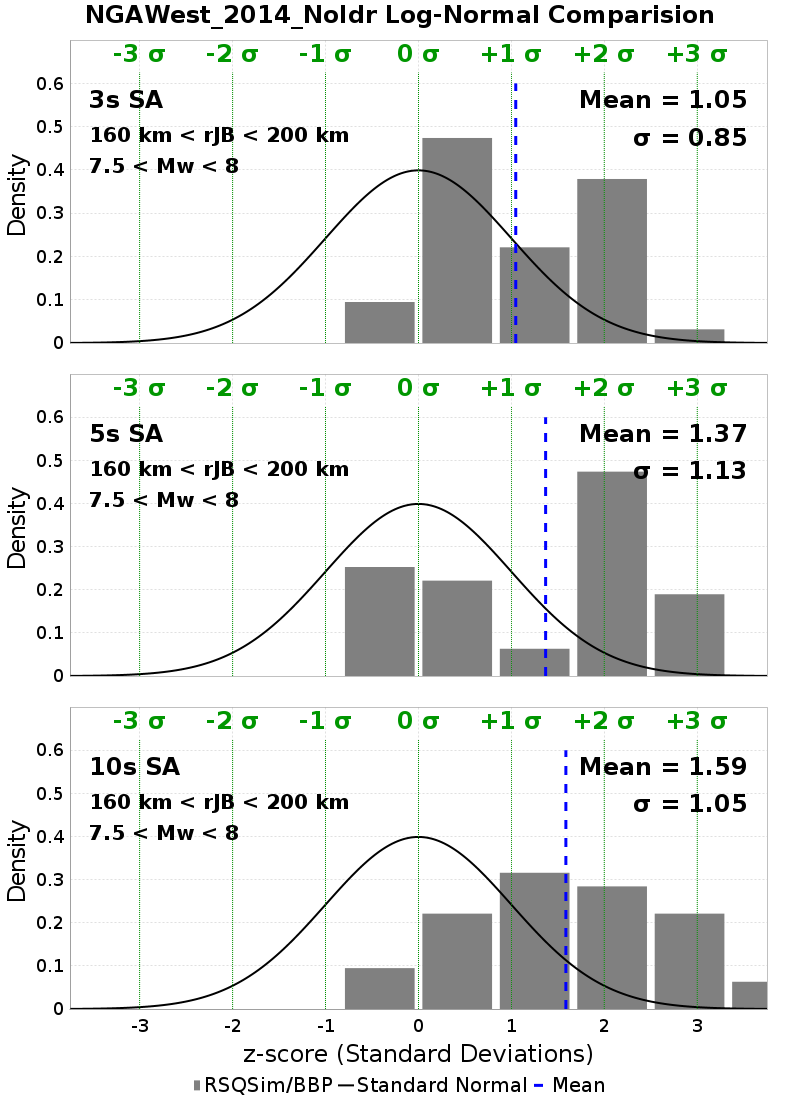 NGAWest_2014_NoIdr Log-Normal Comparision
-3 σ -2 σ -1 σ 0 σ +1 σ +2 σ +3 σ
0.6
3s SA Mean = 1.05
0.5
160 km < rJB < 200 km σ = 0.85
7.5 < Mw < 8
0.4
Density
0.3
0.2
0.1
0
-3 σ -2 σ -1 σ 0 σ +1 σ +2 σ +3 σ
0.6
5s SA Mean = 1.37
0.5
160 km < rJB < 200 km σ = 1.13
7.5 < Mw < 8
0.4
Density
0.3
0.2
0.1
0
-3 σ -2 σ -1 σ 0 σ +1 σ +2 σ +3 σ
0.6
10s SA Mean = 1.59
0.5
160 km < rJB < 200 km σ = 1.05
7.5 < Mw < 8
0.4
Density
0.3
0.2
0.1
0
-3 -2 -1 0 1 2 3
z-score (Standard Deviations)
RSQSim/BBP Standard Normal Mean